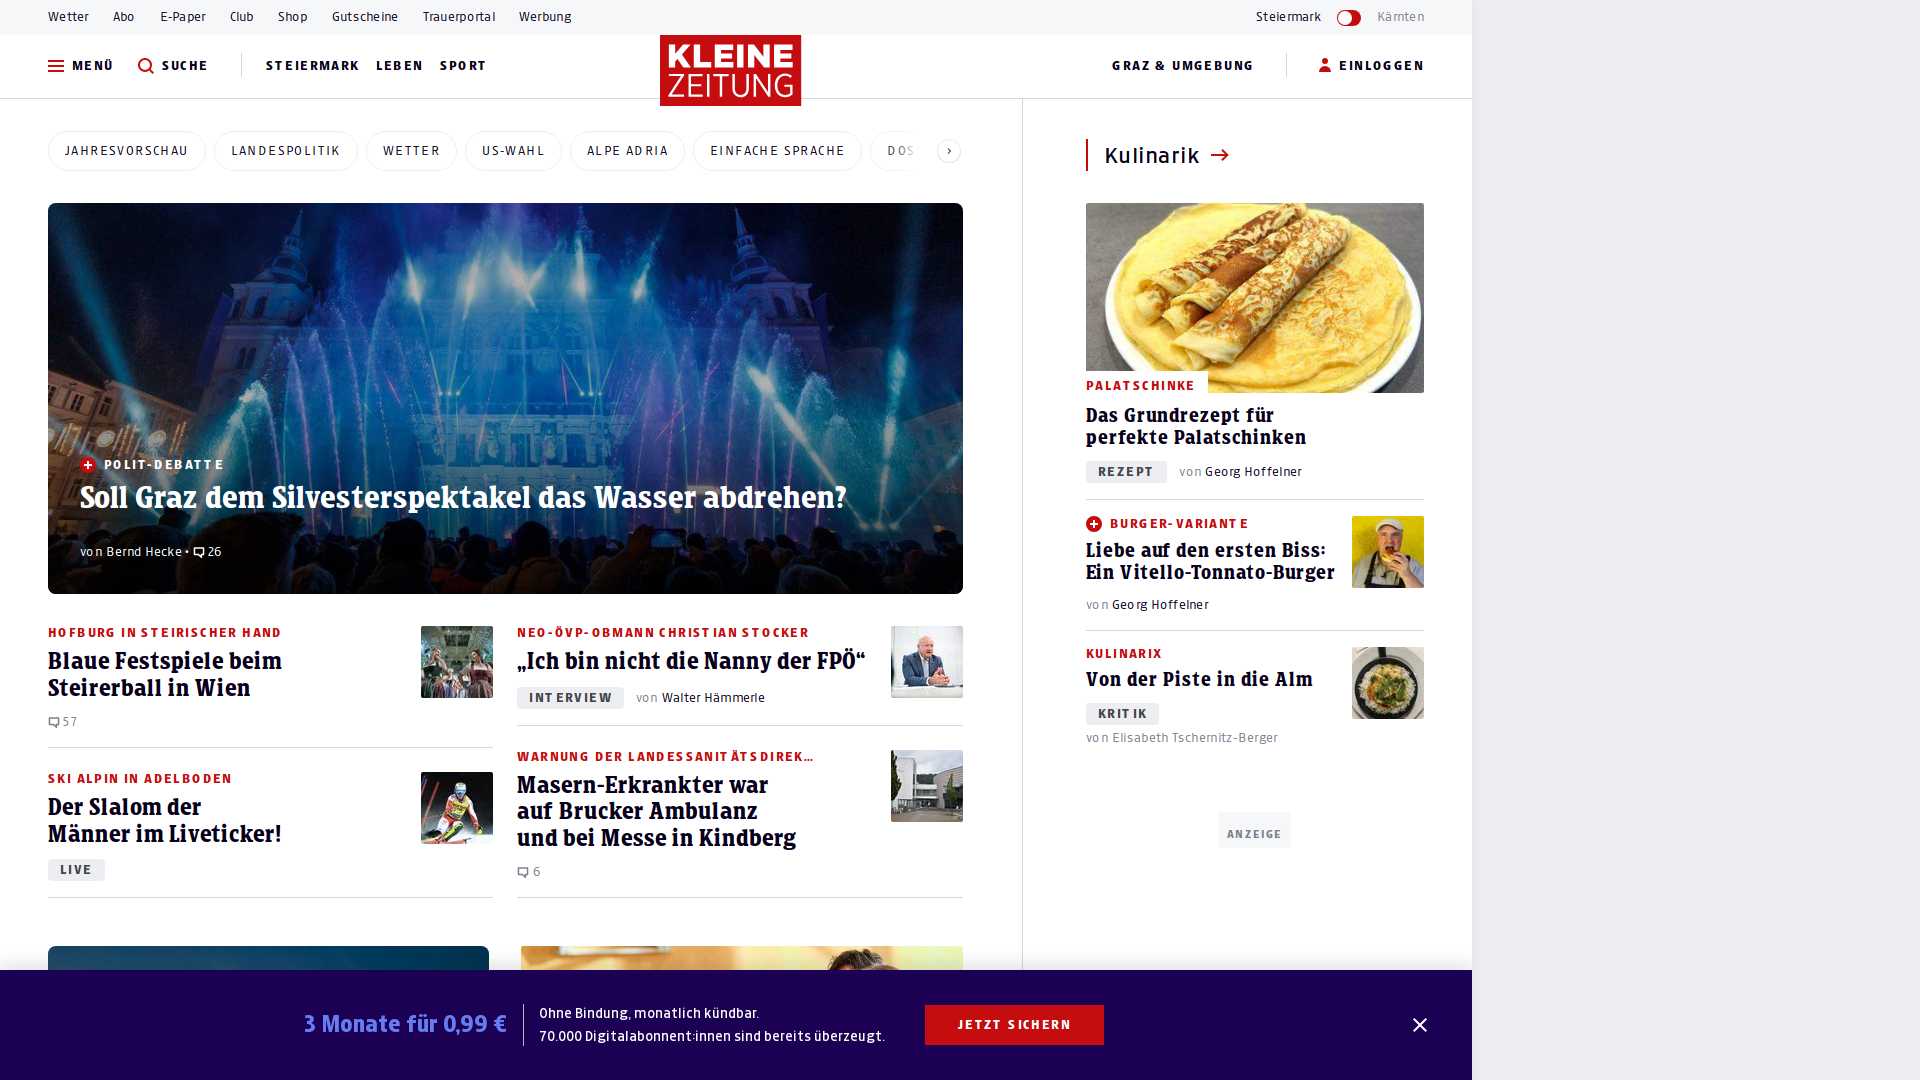 Wetter Abo E-Paper Club Shop Gutscheine Trauerportal Werbung Steiermark Kärnten
MENÜ SUCHE STEIERMARK LEBEN SPORT KLEINE ZEITUNG GRAZ & UMGEBUNG EINLOGGEN
JAHRESVORSCHAU LANDESPOLITIK WETTER US-WAHL ALPE ADRIA EINFACHE SPRACHE DOS
POLIT-DEBATTE
Soll Graz dem Silvesterspektakel das Wasser abdrehen?
von Bernd Hecke • 26
HOFBURG IN STEIRISCHER HAND
Blaue Festspiele beim
Steirerball in Wien
57
SKI ALPIN IN ADELBODEN
Der Slalom der
Männer im Liveticker!
LIVE
NEO-ÖVP-OBMANN CHRISTIAN STOCKER
„Ich bin nicht die Nanny der FPÖ“
INTERVIEW von Walter Hämmerle
WARNUNG DER LANDESSANITÄTSDIREK…
Masern-Erkrankter war
auf Brucker Ambulanz
und bei Messe in Kindberg
6
Kulinarik
PALATSCHINKE
Das Grundrezept für
perfekte Palatschinken
REZEPT von Georg Hoffelner
BURGER-VARIANTE
Liebe auf den ersten Biss:
Ein Vitello-Tonnato-Burger
von Georg Hoffelner
KULINARIX
Von der Piste in die Alm
KRITIK
von Elisabeth Tschernitz-Berger
ANZEIGE
3 Monate für 0,99 €
Ohne Bindung, monatlich kündbar.
70.000 Digitalabonnent:innen sind bereits überzeugt.
JETZT SICHERN